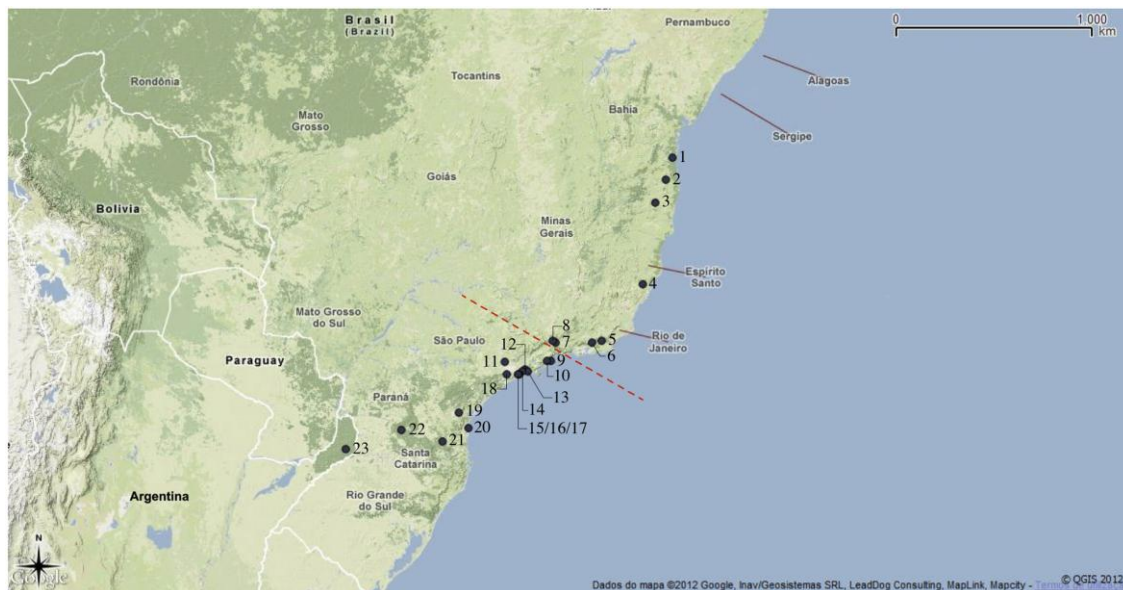 Brasil
(Brazil)
Pernambuco
0
1 000
km
Tocantins
Rondônia
Alagoas
Bahia
Mato
Grosso
Sergipe
1
2
Goiás
3
Bolivia
Minas
Gerais
Espírito
Santo
4
Mato Grosso
do Sul
8
São Paulo
7
5
Rio de
Janeiro
12
6
Paraguay
11
9
10
18
13
14
Paraná
19
15/16/17
20
22
21
23
Santa
Catarina
Argentina
Rio Grande
do Sul
N
Google
© QGIS 2012
Dados do mapa ©2012 Google, Inav/Geosistemas SRL, LeadDog Consulting, MapLink, Mapcity -